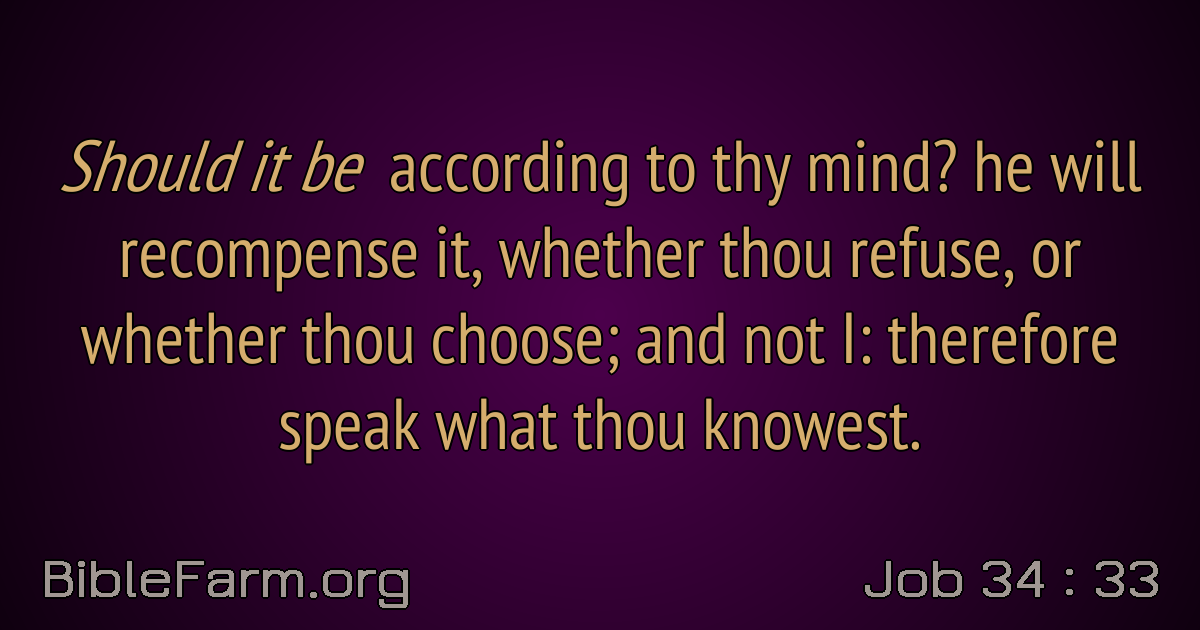 Should it be according to thy mind? he will
recompense it, whether thou refuse, or
whether thou choose; and not I: therefore
speak what thou knowest.
BibleFarm.org
Job 34 : 33